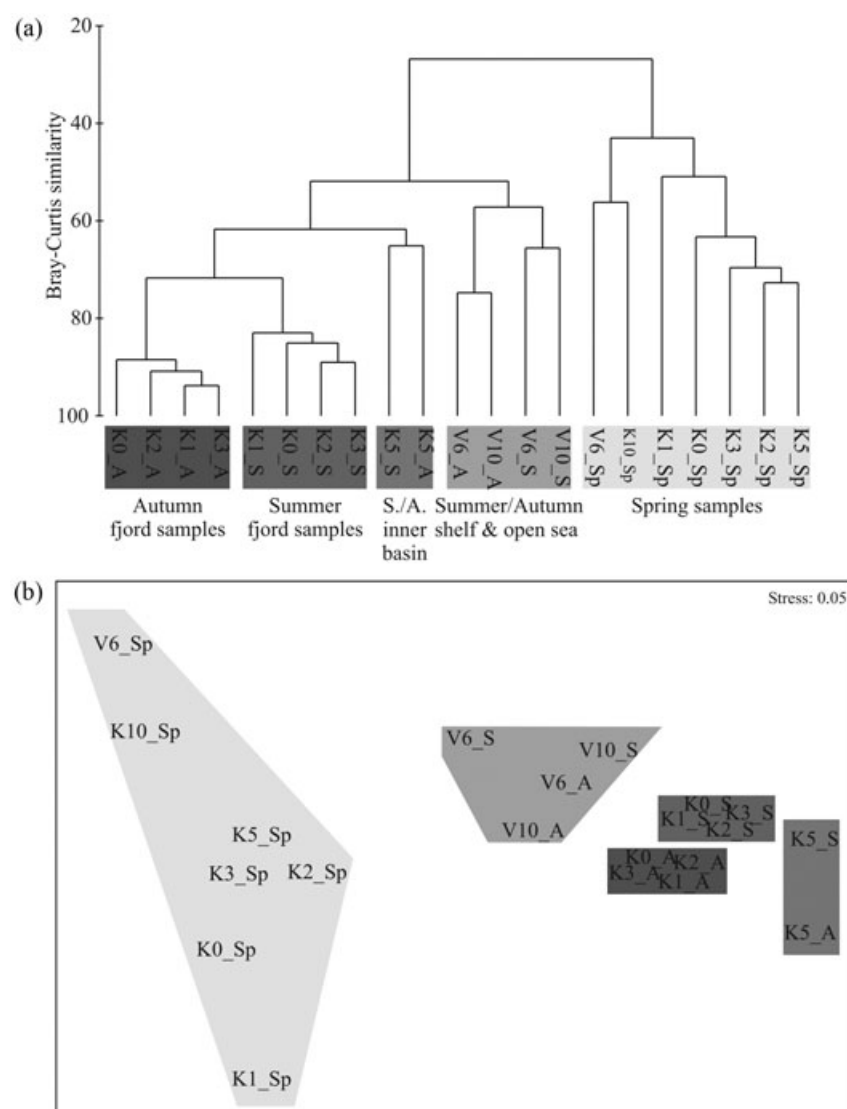 (a)
20
40
60
80
100
Bray-Curtis similarity
K0_A K2_A K1_A K3_A K1_S K0_S K2_S K3_S K5_S K5_A V6_A V10_A V6_S V10_S V6_Sp K10_Sp K1_Sp K0_Sp K3_Sp K2_Sp K5_Sp
Autumn
fjord samples
Summer
fjord samples
S./A.
inner
basin
Summer/Autumn
shelf & open sea
Spring samples
(b)
Stress: 0.05
V6_Sp
K10_Sp
V6_S
V10_S
V6_A
V10_A
K5_Sp
K3_Sp
K2_Sp
K0_Sp
K1_Sp
K0_S
K3_S
K1_S
K2_S
K0_A
K2_A
K3_A
K1_A
K5_S
K5_A